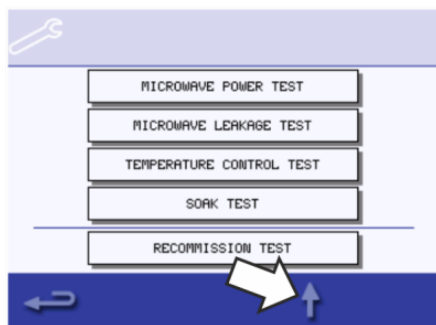 MICROWAVE POWER TEST
MICROWAVE LEAKAGE TEST
TEMPERATURE CONTROL TEST
SOAK TEST
RECOMMISSION TEST